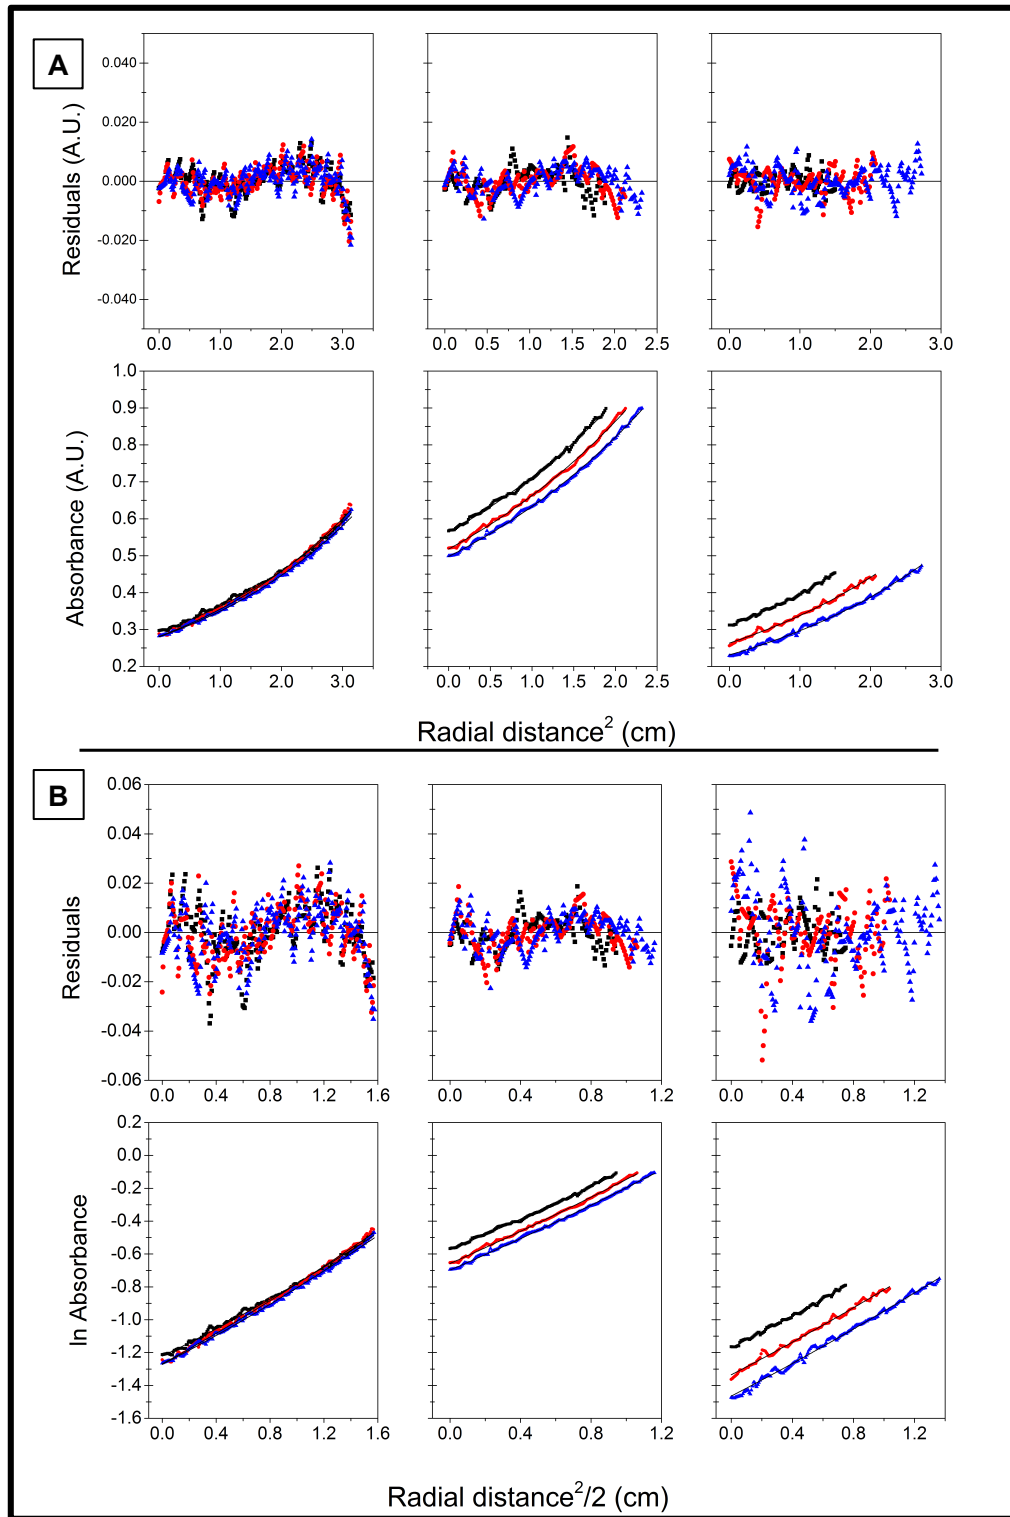 A
Residuals (A.U.)
0.040
0.020
0.000
-0.020
-0.040
0.0 1.0 2.0 3.0
0.0 0.5 1.0 1.5 2.0 2.5
0.0 1.0 2.0 3.0
Absorbance (A.U.)
1.0
0.9
0.8
0.7
0.6
0.5
0.4
0.3
0.2
0.0 1.0 2.0 3.0
0.0 0.5 1.0 1.5 2.0 2.5
0.0 1.0 2.0 3.0
Radial distance² (cm)
B
Residuals
0.06
0.04
0.02
0.00
-0.02
-0.04
-0.06
0.0 0.4 0.8 1.2 1.6
0.0 0.4 0.8 1.2
0.0 0.4 0.8 1.2
ln Absorbance
0.2
0.0
-0.2
-0.4
-0.6
-0.8
-1.0
-1.2
-1.4
-1.6
0.0 0.4 0.8 1.2 1.6
0.0 0.4 0.8 1.2
0.0 0.4 0.8 1.2
Radial distance²/2 (cm)